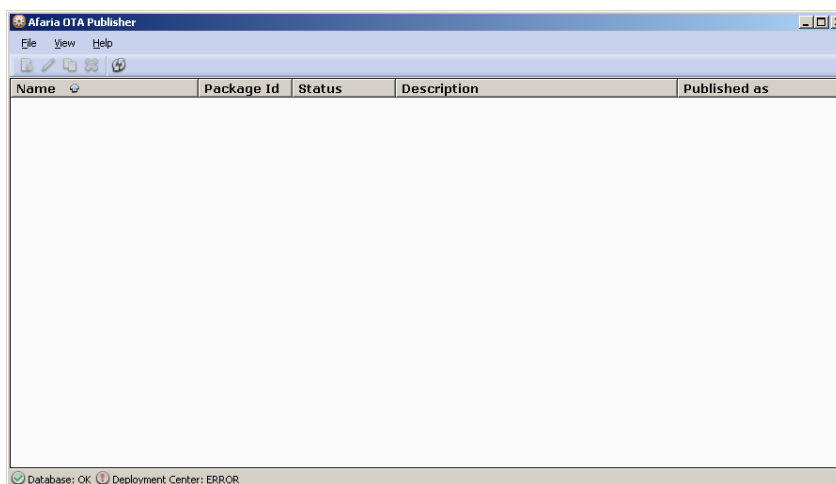 Afaria OTA Publisher
File View Help
Name Package Id Status Description Published as
Database: OK Deployment Center: ERROR